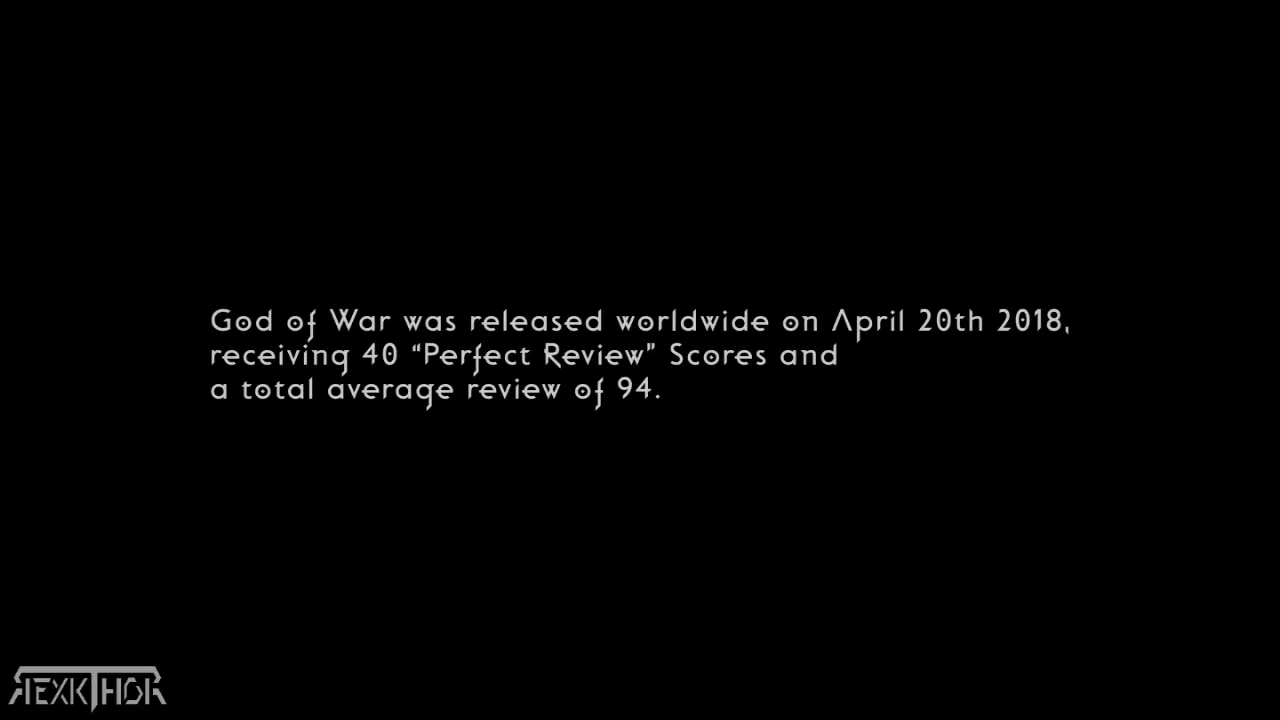 God of War was released worldwide on April 20th 2018,
receiving 40 “Perfect Review” Scores and
a total average review of 94.